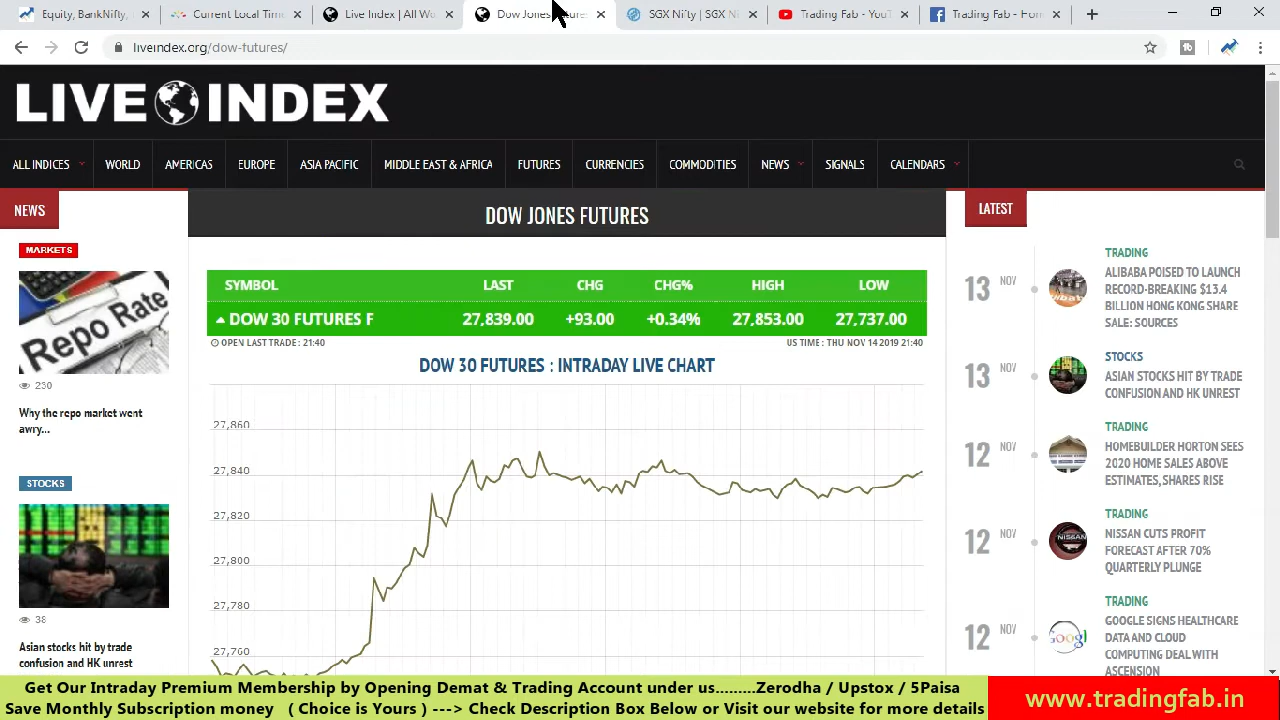 Equity, BankNifty,
Current Local Time
Live Index | All Wo
Dow Jones Futures
SGX Nifty | SGX Ni
Trading Fab - YouT
Trading Fab - Hom
liveindex.org/dow-futures/
LIVE INDEX
ALL INDICES
WORLD
AMERICAS
EUROPE
ASIA PACIFIC
MIDDLE EAST & AFRICA
FUTURES
CURRENCIES
COMMODITIES
NEWS
SIGNALS
CALENDARS
NEWS
MARKETS
Repo Rate
230
Why the repo market went
awry...
STOCKS
38
Asian stocks hit by trade
confusion and HK unrest
DOW JONES FUTURES
SYMBOL LAST CHG CHG% HIGH LOW
DOW 30 FUTURES F 27,839.00 +93.00 +0.34% 27,853.00 27,737.00
OPEN LAST TRADE : 21:40
US TIME : THU NOV 14 2019 21:40
DOW 30 FUTURES : INTRADAY LIVE CHART
27,860
27,840
27,820
27,800
27,780
27,760
LATEST
13 NOV
TRADING
ALIBABA POISED TO LAUNCH
RECORD-BREAKING $13.4
BILLION HONG KONG SHARE
SALE: SOURCES
13 NOV
STOCKS
ASIAN STOCKS HIT BY TRADE
CONFUSION AND HK UNREST
12 NOV
TRADING
HOMEBUILDER HORTON SEES
2020 HOME SALES ABOVE
ESTIMATES, SHARES RISE
12 NOV
NISSAN
TRADING
NISSAN CUTS PROFIT
FORECAST AFTER 70%
QUARTERLY PLUNGE
12 NOV
TRADING
GOOGLE SIGNS HEALTHCARE
DATA AND CLOUD
COMPUTING DEAL WITH
ASCENSION
Get Our Intraday Premium Membership by Opening Demat & Trading Account under us.........Zerodha / Upstox / 5Paisa
Save Monthly Subscription money ( Choice is Yours ) ---> Check Description Box Below or Visit our website for more details
www.tradingfab.in